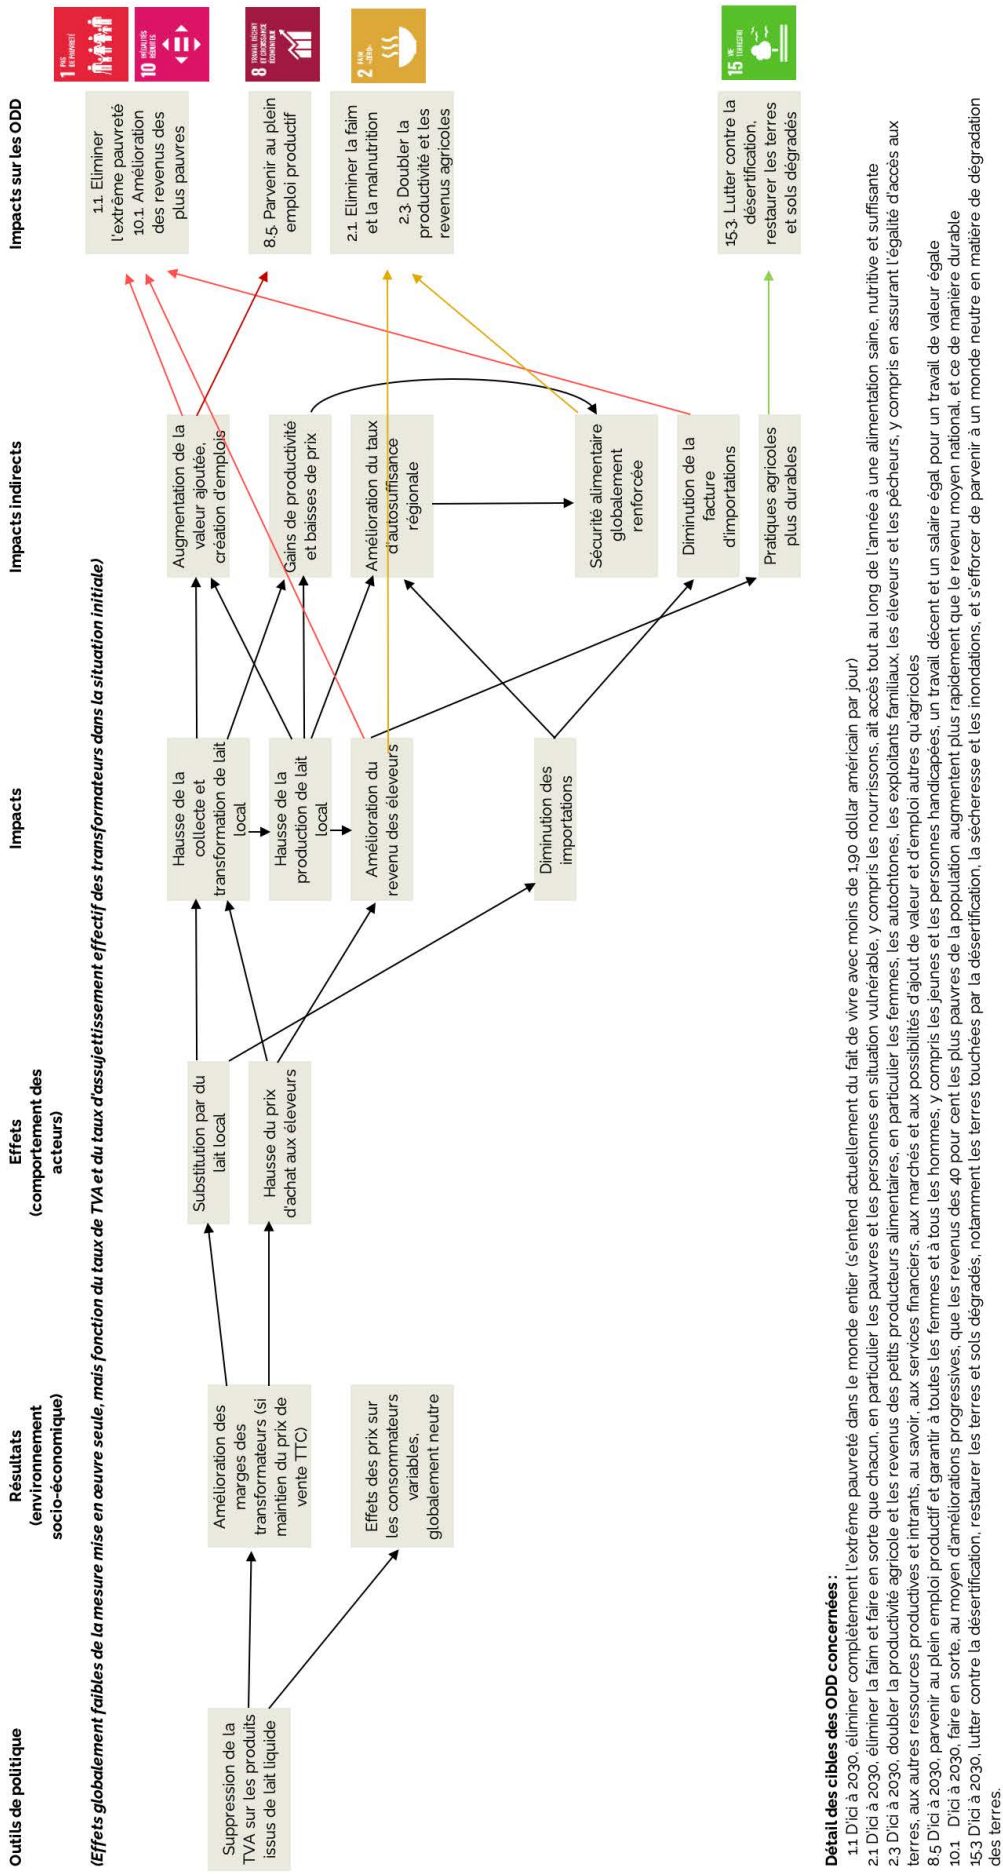 Outils de politique
Résultats
(environnement
socio-économique)
Effets
(comportement des
acteurs)
Impacts
Impacts indirects
Impacts sur les ODD
(Effets globalement faibles de la mesure mise en œuvre seule, mais fonction du taux de TVA et du taux d'assujettissement effectif des transformateurs dans la situation initiale)
Suppression de la
TVA sur les produits
issus de lait liquide
Amélioration des
marges des
transformateurs (si
maintien du prix de
vente TTC)
Effets des prix sur
les consommateurs
variables,
globalement neutre
Substitution par du
lait local
Hausse du prix
d'achat aux éleveurs
Hausse de la
collecte et
transformation de lait
local
Hausse de la
production de lait
local
Amélioration du
revenu des éleveurs
Diminution des
importations
Augmentation de la
valeur ajoutée,
création d'emplois
Gains de productivité
et baisses de prix
Amélioration du taux
d'autosuffisance
régionale
Sécurité alimentaire
globalement
renforcée
Diminution de la
facture
d'importations
Pratiques agricoles
plus durables
1.1. Eliminer
l'extrême pauvreté
10.1. Amélioration
des revenus des
plus pauvres
8.5. Parvenir au plein
emploi productif
2.1. Eliminer la faim
et la malnutrition
2.3. Doubler la
productivité et les
revenus agricoles
15.3. Lutter contre la
désertification,
restaurer les terres
et sols dégradés
1 PAS
DE PAUVRETÉ
10 INÉGALITÉS
RÉDUITES
8 TRAVAIL DÉCENT
ET CROISSANCE
ÉCONOMIQUE
2 FAIM
«ZÉRO»
15 VIE
TERRESTRE
Détail des cibles des ODD concernées :
1.1 D'ici à 2030, éliminer complètement l'extrême pauvreté dans le monde entier (s'entend actuellement du fait de vivre avec moins de 1,90 dollar américain par jour)
2.1 D'ici à 2030, éliminer la faim et faire en sorte que chacun, en particulier les pauvres et les personnes en situation vulnérable, y compris les nourrissons, ait accès tout au long de l'année à une alimentation saine, nutritive et suffisante
2.3 D'ici à 2030, doubler la productivité agricole et les revenus des petits producteurs alimentaires, en particulier les femmes, les autochtones, les exploitants familiaux, les éleveurs et les pêcheurs, y compris en assurant l'égalité d'accès aux
terres, aux autres ressources productives et intrants, au savoir, aux services financiers, aux marchés et aux possibilités d'ajout de valeur et d'emploi autres qu'agricoles
8.5 D'ici à 2030, parvenir au plein emploi productif et garantir à toutes les femmes et à tous les hommes, y compris les jeunes et les personnes handicapées, un travail décent et un salaire égal pour un travail de valeur égale
10.1 D'ici à 2030, faire en sorte, au moyen d'améliorations progressives, que les revenus des 40 pour cent les plus pauvres de la population augmentent plus rapidement que le revenu moyen national, et ce de manière durable
15.3 D'ici à 2030, lutter contre la désertification, restaurer les terres et sols dégradés, notamment les terres touchées par la désertification, la sécheresse et les inondations, et s'efforcer de parvenir à un monde neutre en matière de dégradation
des terres.